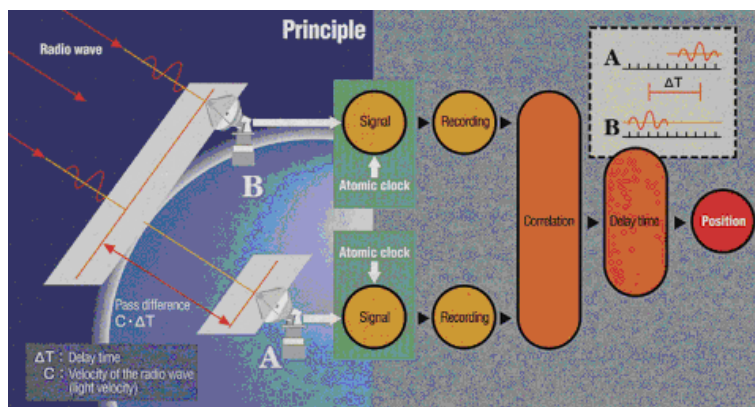 Principle
Radio wave
A
ΔT
B
B
Signal
Recording
Atomic clock
Correlation
Delay time
Position
Atomic clock
Pass difference
C・ΔT
Signal
Recording
A
ΔT : Delay time
C : Velocity of the radio wave
(light velocity)